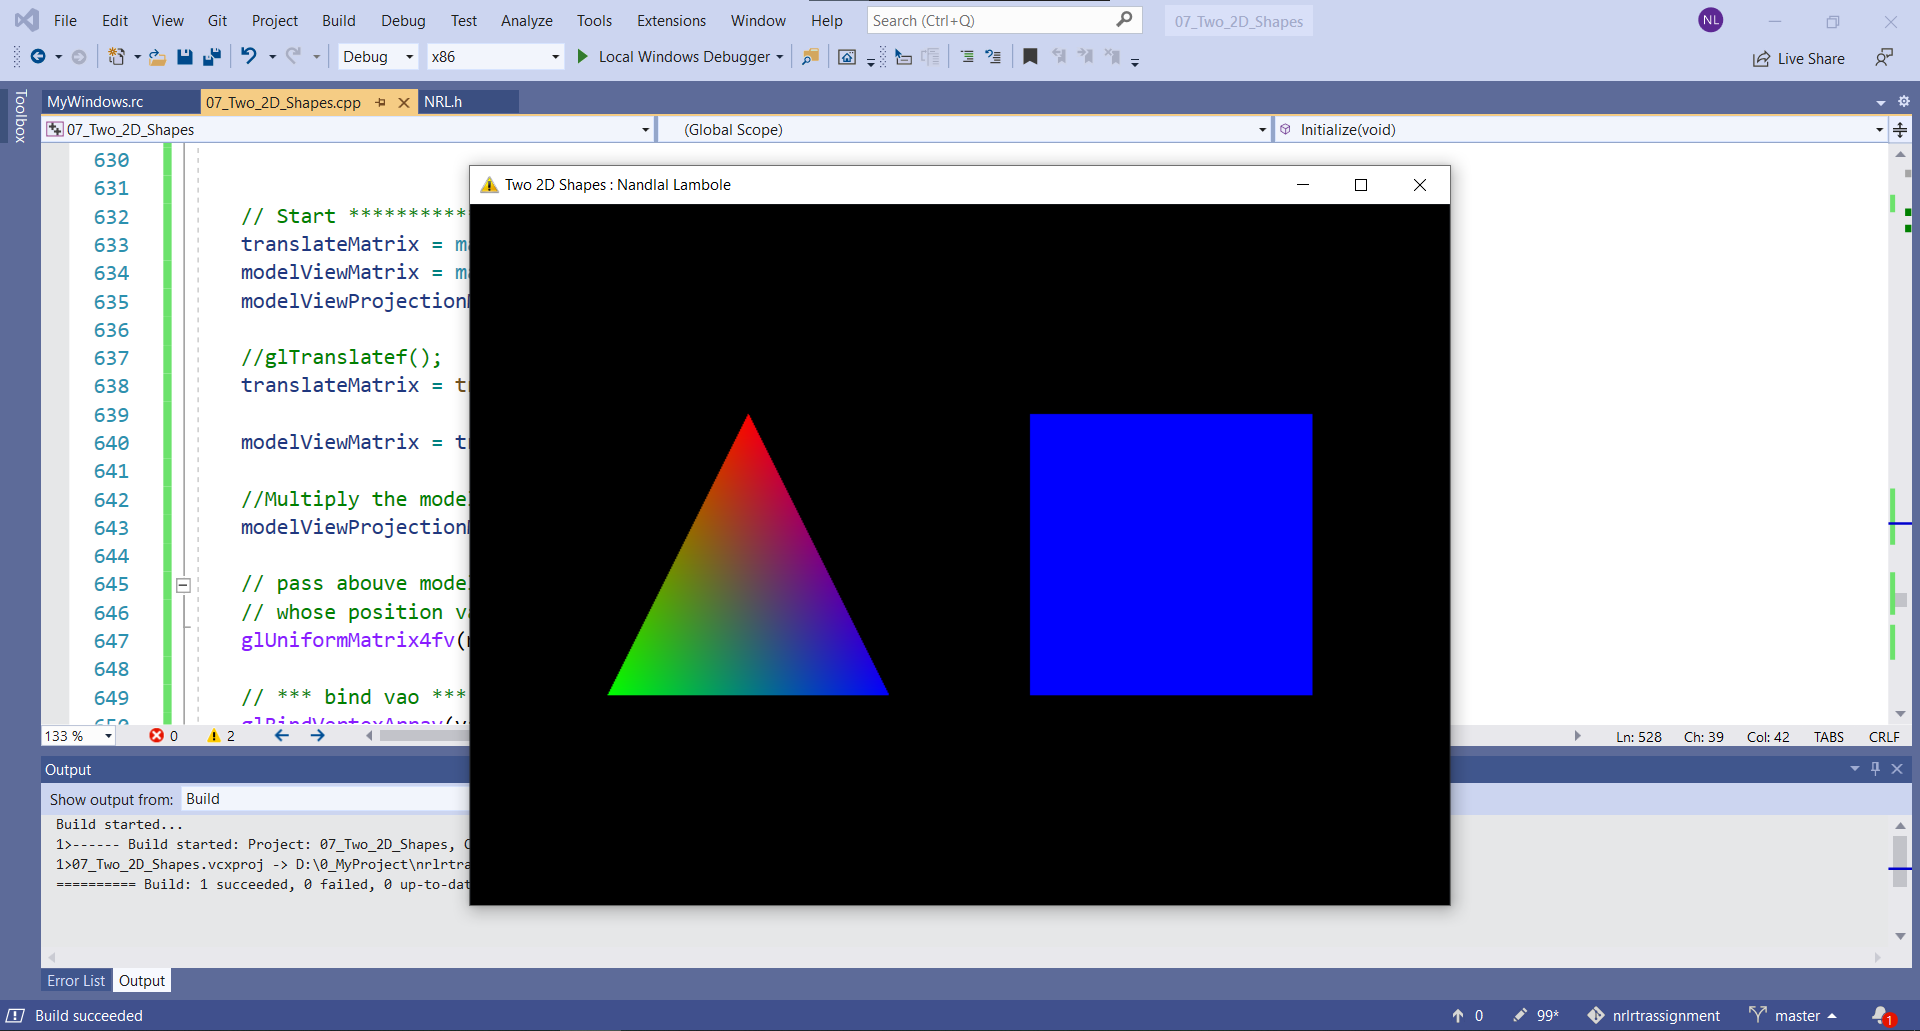 File Edit View Git Project Build Debug Test Analyze Tools Extensions Window Help Search (Ctrl+Q) 07_Two_2D_Shapes NL
Debug x86 Local Windows Debugger Live Share
Toolbox
MyWindows.rc 07_Two_2D_Shapes.cpp NRL.h
07_Two_2D_Shapes (Global Scope) Initialize(void)
630
631
632 // Start ***********
633 translateMatrix =
634 modelViewMatrix =
635 modelViewProjection
636
637 //glTranslatef();
638 translateMatrix =
639
640 modelViewMatrix =
641
642 //Multiply the mode
643 modelViewProjection
644
645 // pass abouve mode
646 // whose position
647 glUniformMatrix4fv(
648
649 // *** bind vao ***
650 glBindVertexArray(
Two 2D Shapes : Nandlal Lambole
133 % 0 2 Ln: 528 Ch: 39 Col: 42 TABS CRLF
Output
Show output from: Build
Build started...
1>------ Build started: Project: 07_Two_2D_Shapes,
1>07_Two_2D_Shapes.vcxproj -> D:\0_MyProject\nrlrtra
========== Build: 1 succeeded, 0 failed, 0 up-to-dat
Error List Output
Build succeeded 0 99* nrlrtrassignment master 1